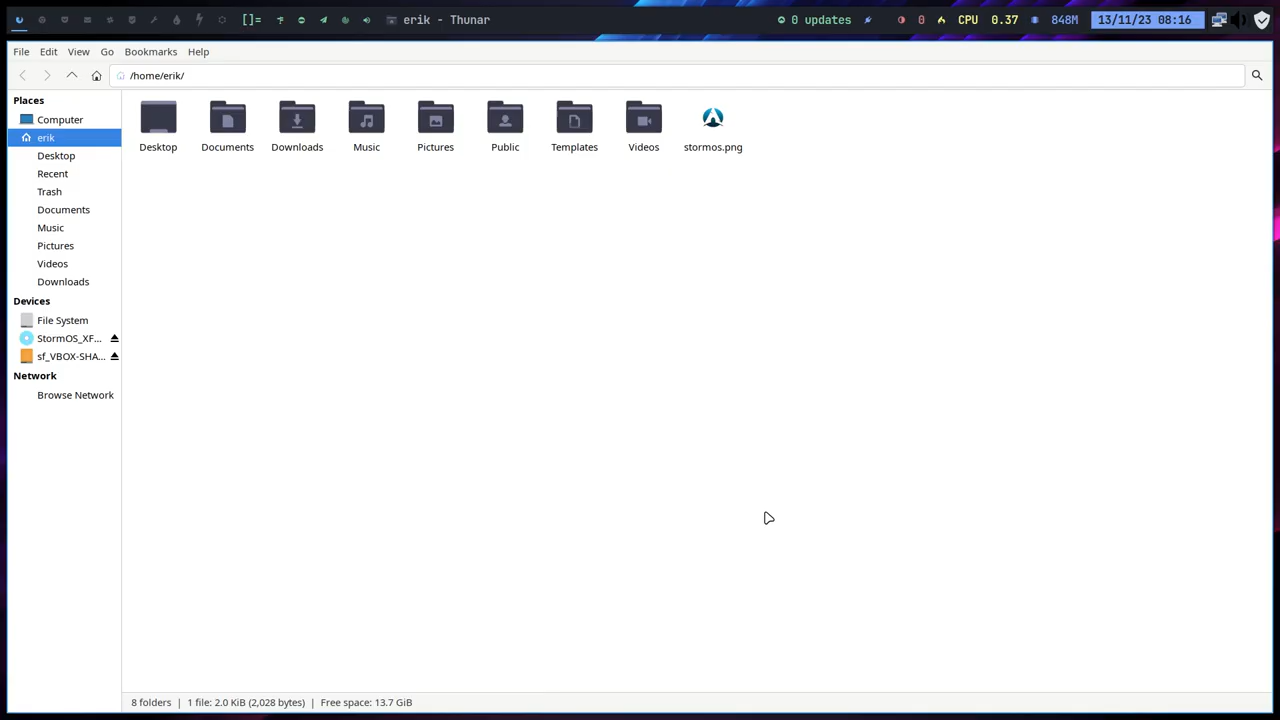 []= erik - Thunar 0 updates 0 CPU 0.37 848M 13/11/23 08:16
File Edit View Go Bookmarks Help
/home/erik/
Places
Computer
erik
Desktop
Recent
Trash
Documents
Music
Pictures
Videos
Downloads
Devices
File System
StormOS_XF...
sf_VBOX-SHA...
Network
Browse Network
Desktop Documents Downloads Music Pictures Public Templates Videos stormos.png
8 folders | 1 file: 2.0 KiB (2,028 bytes) | Free space: 13.7 GiB